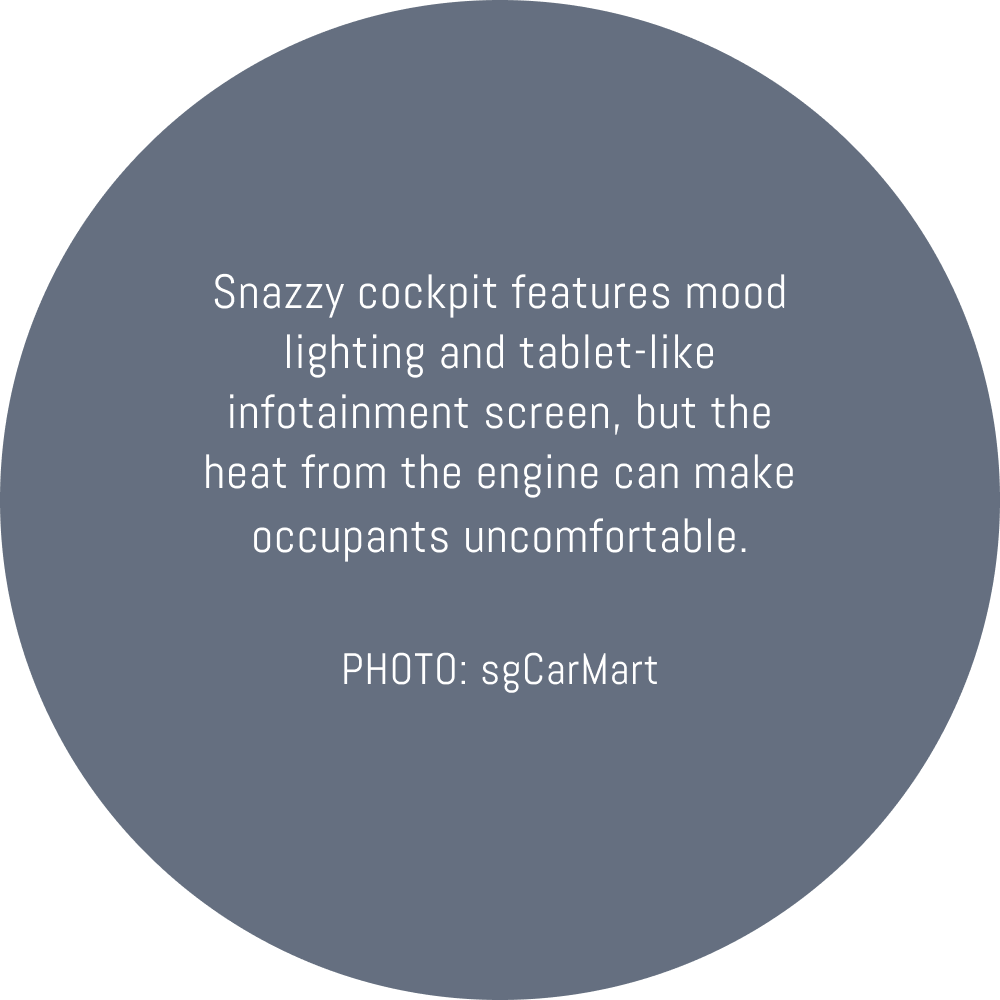 Snazzy cockpit features mood
lighting and tablet-like
infotainment screen, but the
heat from the engine can make
occupants uncomfortable.
PHOTO: sgCarMart